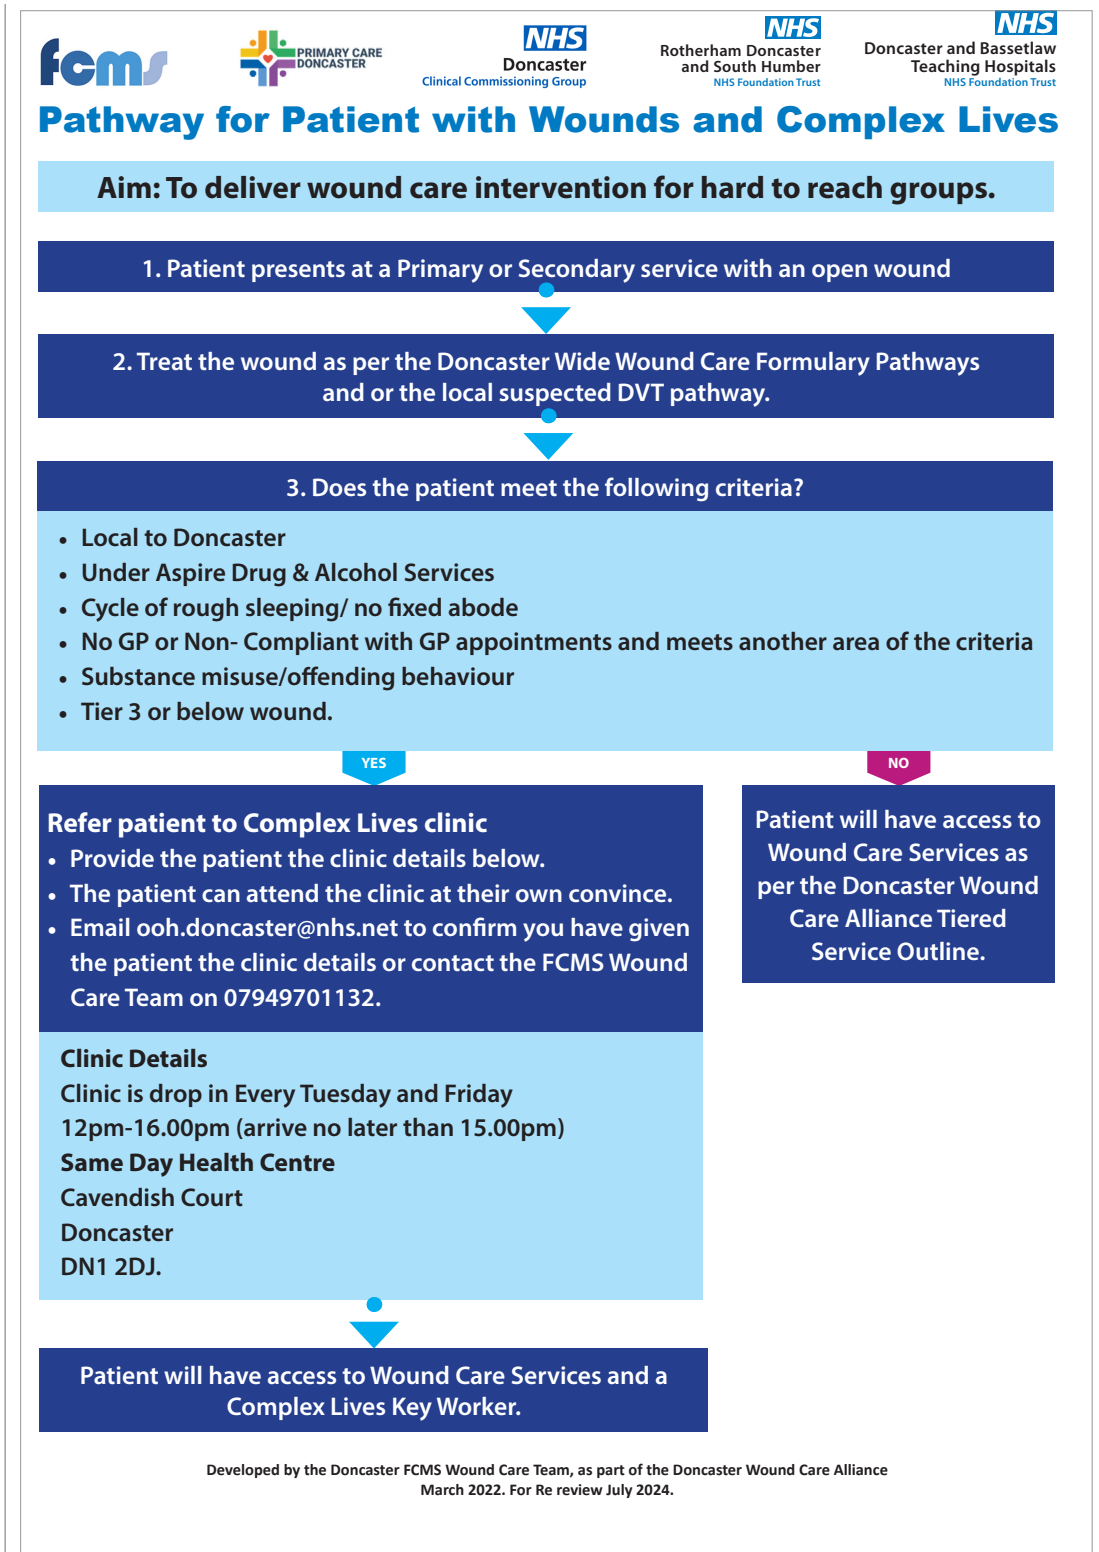 fcms
PRIMARY CARE
DONCASTER
NHS
Doncaster
Clinical Commissioning Group
NHS
Rotherham Doncaster
and South Humber
NHS Foundation Trust
NHS
Doncaster and Bassetlaw
Teaching Hospitals
NHS Foundation Trust
Pathway for Patient with Wounds and Complex Lives
Aim: To deliver wound care intervention for hard to reach groups.
1. Patient presents at a Primary or Secondary service with an open wound
2. Treat the wound as per the Doncaster Wide Wound Care Formulary Pathways
and or the local suspected DVT pathway.
3. Does the patient meet the following criteria?
• Local to Doncaster
• Under Aspire Drug & Alcohol Services
• Cycle of rough sleeping/ no fixed abode
• No GP or Non- Compliant with GP appointments and meets another area of the criteria
• Substance misuse/offending behaviour
• Tier 3 or below wound.
YES
Refer patient to Complex Lives clinic
• Provide the patient the clinic details below.
• The patient can attend the clinic at their own convince.
• Email ooh.doncaster@nhs.net to confirm you have given
the patient the clinic details or contact the FCMS Wound
Care Team on 07949701132.
Clinic Details
Clinic is drop in Every Tuesday and Friday
12pm-16.00pm (arrive no later than 15.00pm)
Same Day Health Centre
Cavendish Court
Doncaster
DN1 2DJ.
Patient will have access to Wound Care Services and a
Complex Lives Key Worker.
NO
Patient will have access to
Wound Care Services as
per the Doncaster Wound
Care Alliance Tiered
Service Outline.
Developed by the Doncaster FCMS Wound Care Team, as part of the Doncaster Wound Care Alliance
March 2022. For Re review July 2024.